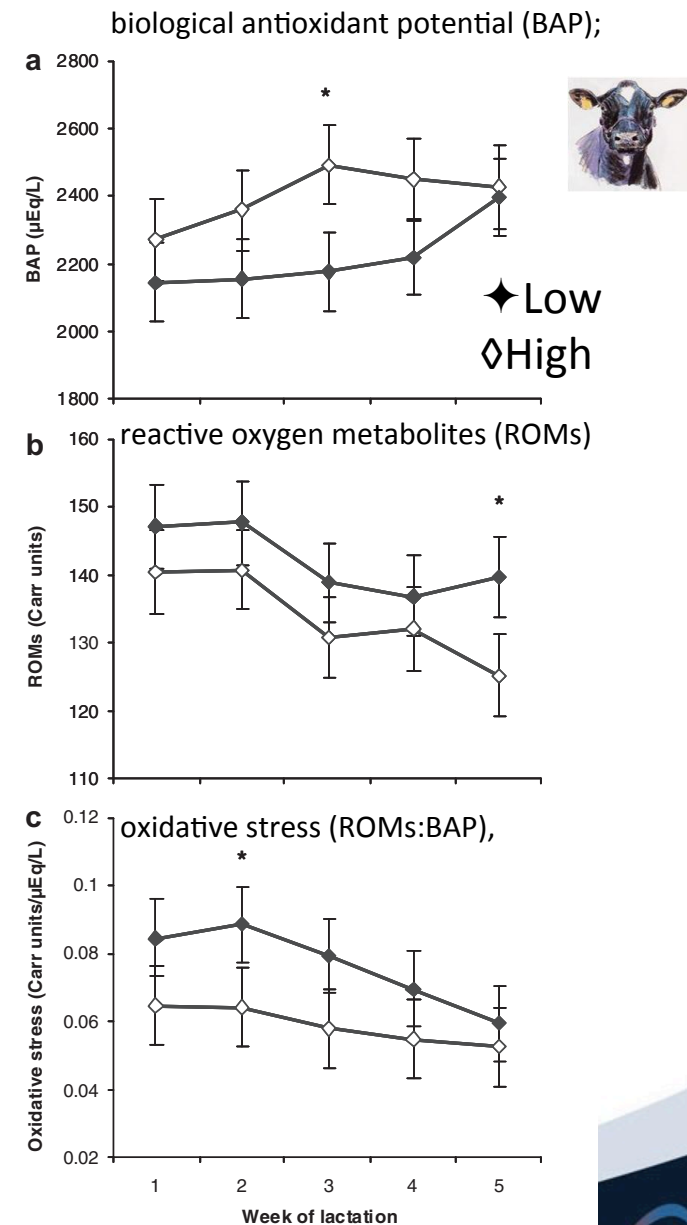 biological antioxidant potential (BAP);
a
2800
2600
2400
2200
2000
1800
BAP (µEq/L)
*
✦Low
◊High
b
reactive oxygen metabolites (ROMs)
160
150
140
130
120
110
ROMs (Carr units)
*
c
oxidative stress (ROMs:BAP),
0.12
0.1
0.08
0.06
0.04
0.02
Oxidative stress (Carr units/µEq/L)
*
1 2 3 4 5
Week of lactation